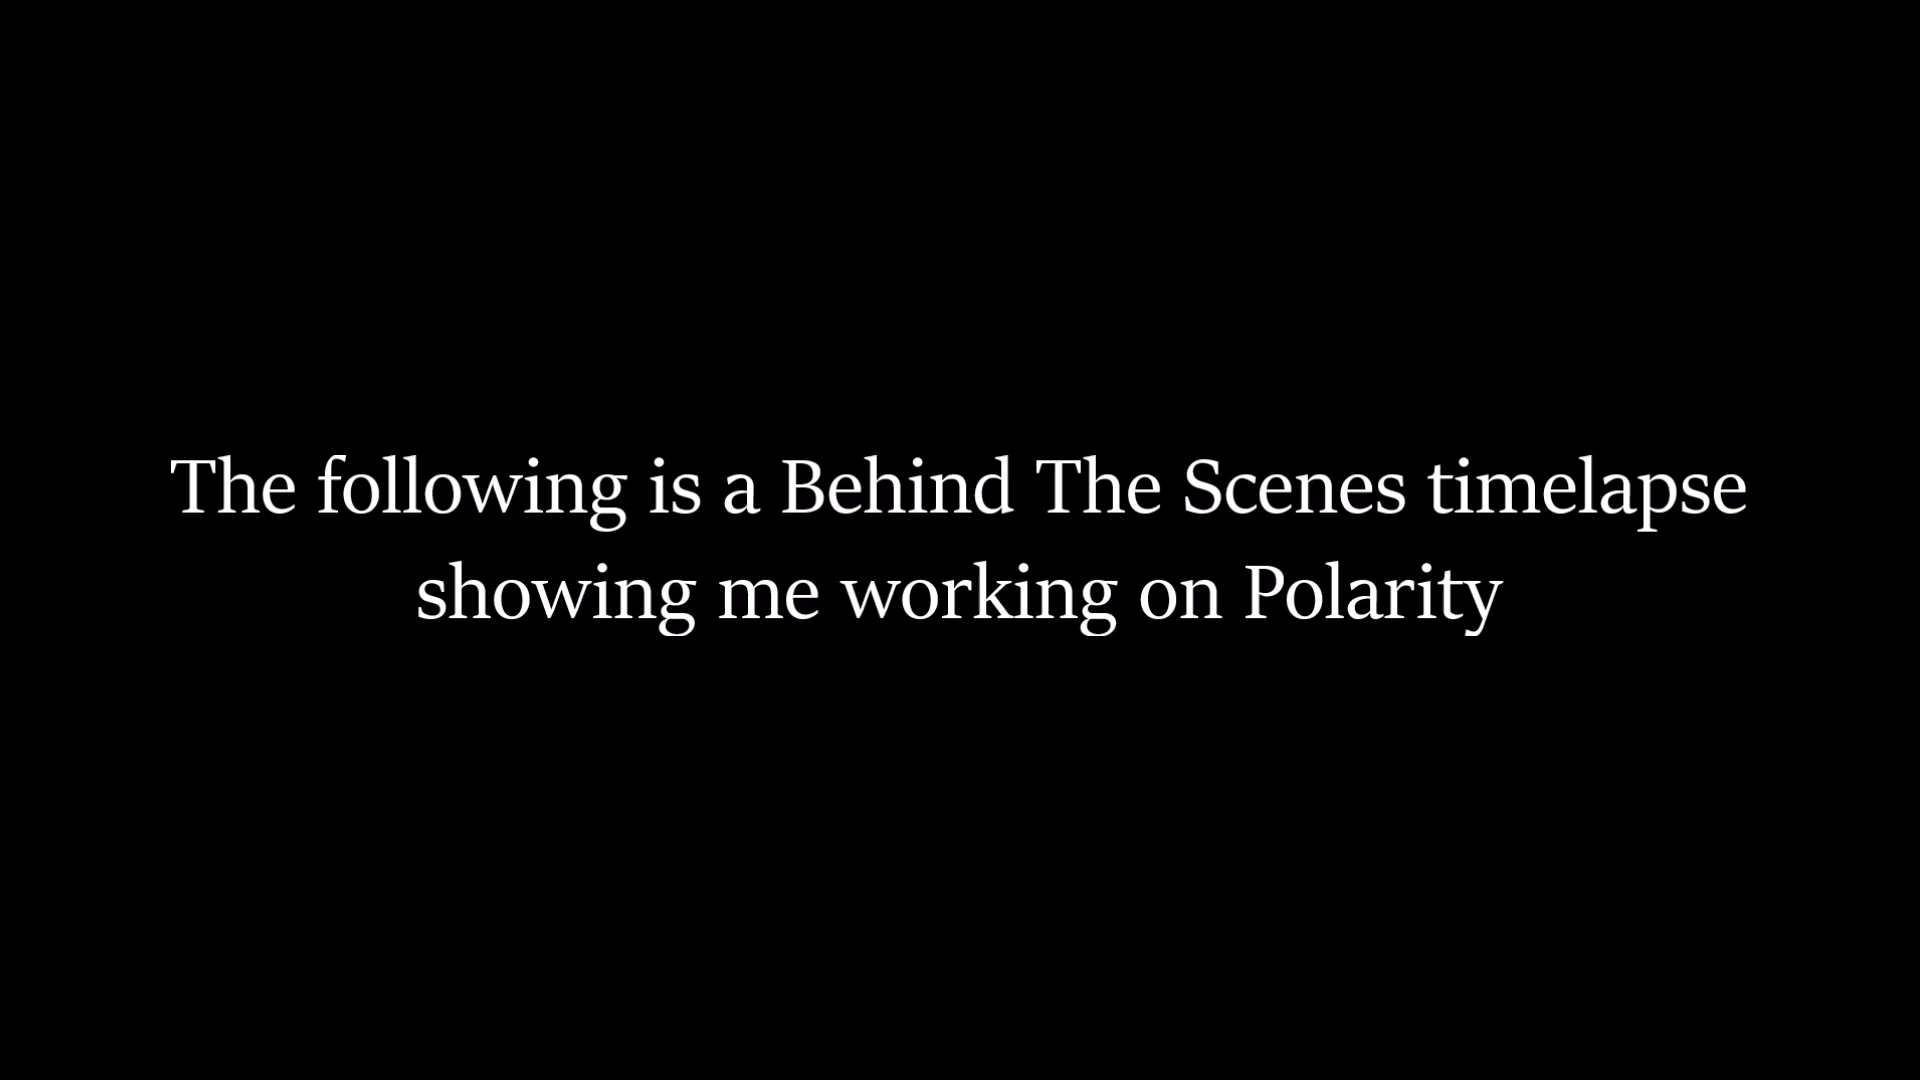 The following is a Behind The Scenes timelapse
showing me working on Polarity